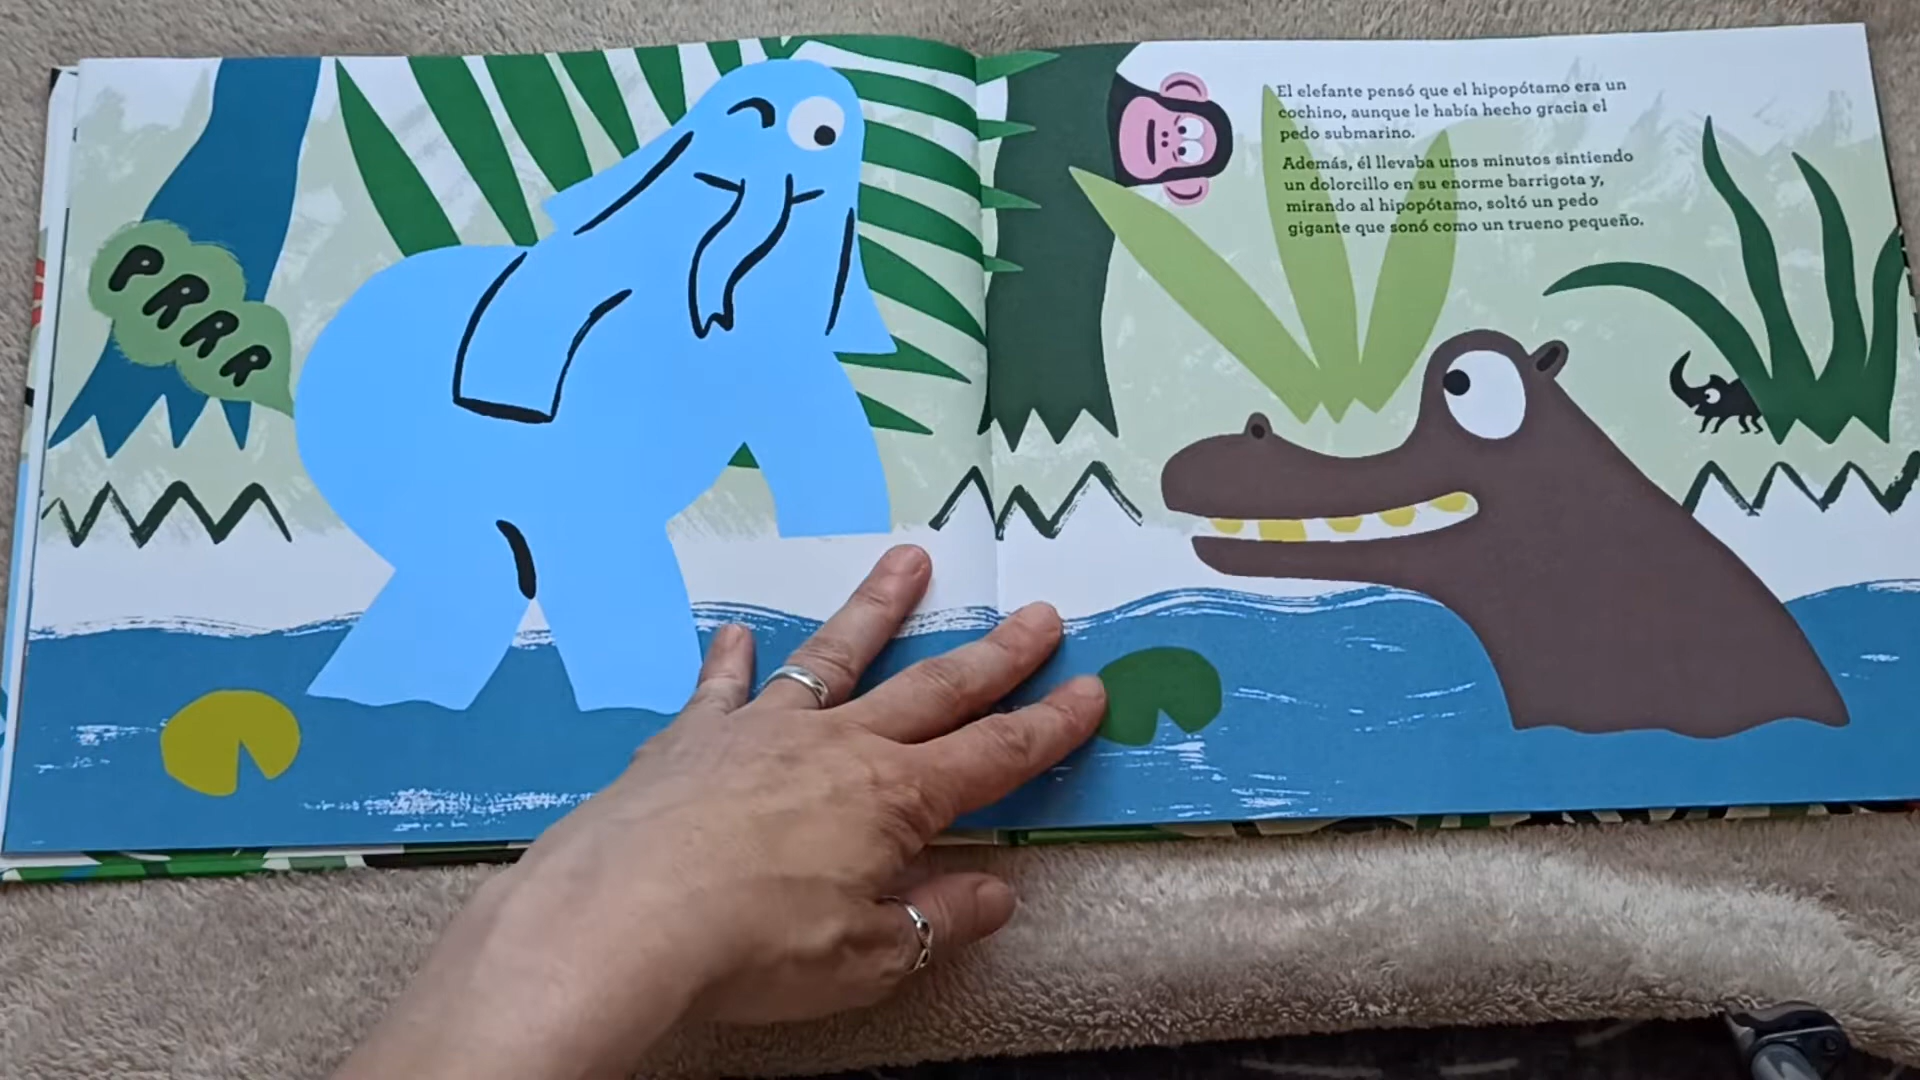 PRRR
El elefante pensó que el hipopótamo era un
cochino, aunque le había hecho gracia el
pedo submarino.
Además, él llevaba unos minutos sintiendo
un dolorcillo en su enorme barrigota y,
mirando al hipopótamo, soltó un pedo
gigante que sonó como un trueno pequeño.